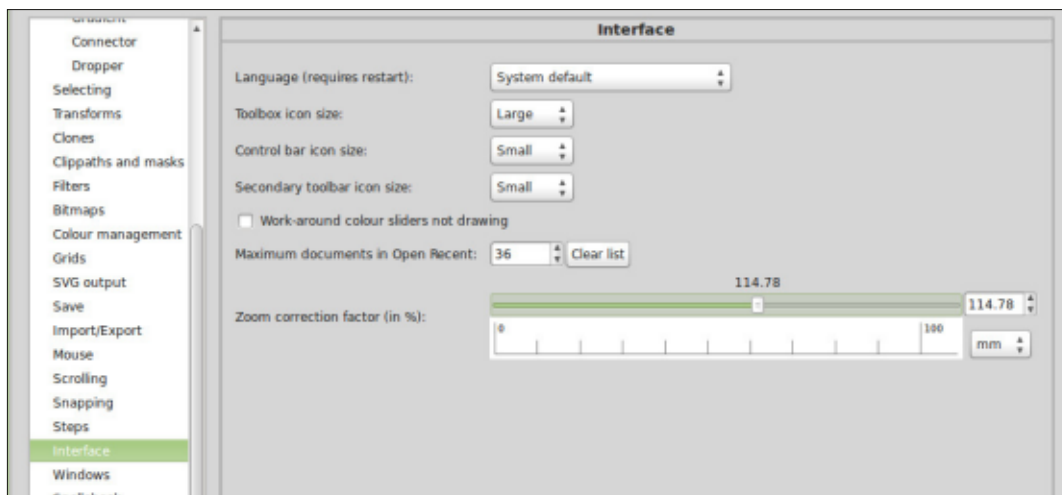 Gradient
Connector
Dropper
Selecting
Transforms
Clones
Clippaths and masks
Filters
Bitmaps
Colour management
Grids
SVG output
Save
Import/Export
Mouse
Scrolling
Snapping
Steps
Interface
Windows
Interface
Language (requires restart): System default
Toolbox icon size: Large
Control bar icon size: Small
Secondary toolbar icon size: Small
Work-around colour sliders not drawing
Maximum documents in Open Recent: 36 Clear list
114.78
Zoom correction factor (in %): 114.78
0 100 mm